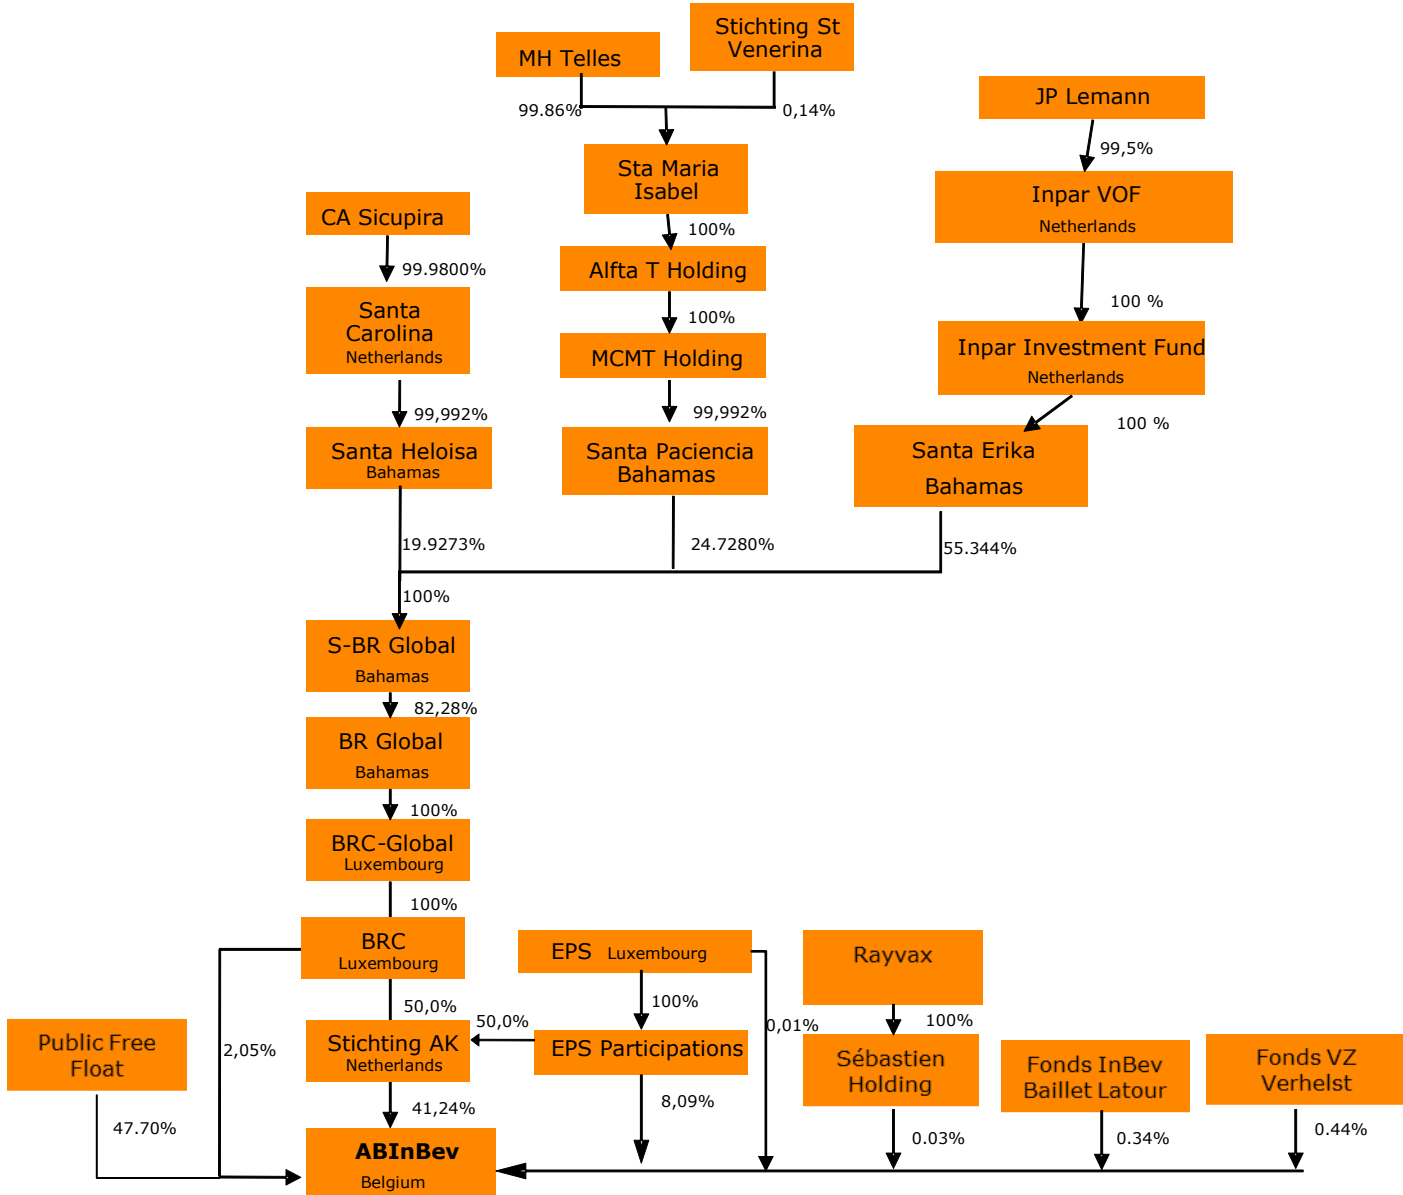 Stichting St
Venerina
MH Telles
99.86%
0,14%
JP Lemann
99,5%
Sta Maria
Isabel
Inpar VOF
Netherlands
CA Sicupira
100%
99.9800%
Alfta T Holding
Santa
Carolina
Netherlands
100%
100 %
MCMT Holding
Inpar Investment Fund
Netherlands
99,992%
99,992%
100 %
Santa Heloisa
Bahamas
Santa Paciencia
Bahamas
Santa Erika
Bahamas
19.9273%
24.7280%
55.344%
100%
S-BR Global
Bahamas
82,28%
BR Global
Bahamas
100%
BRC-Global
Luxembourg
100%
BRC
Luxembourg
EPS Luxembourg
Rayvax
50,0%
50,0%
100%
0,01%
100%
Public Free
Float
2,05%
Stichting AK
Netherlands
EPS Participations
Sébastien
Holding
Fonds InBev
Baillet Latour
Fonds VZ
Verhelst
47.70%
41,24%
8,09%
0.03%
0.34%
0.44%
ABInBev
Belgium